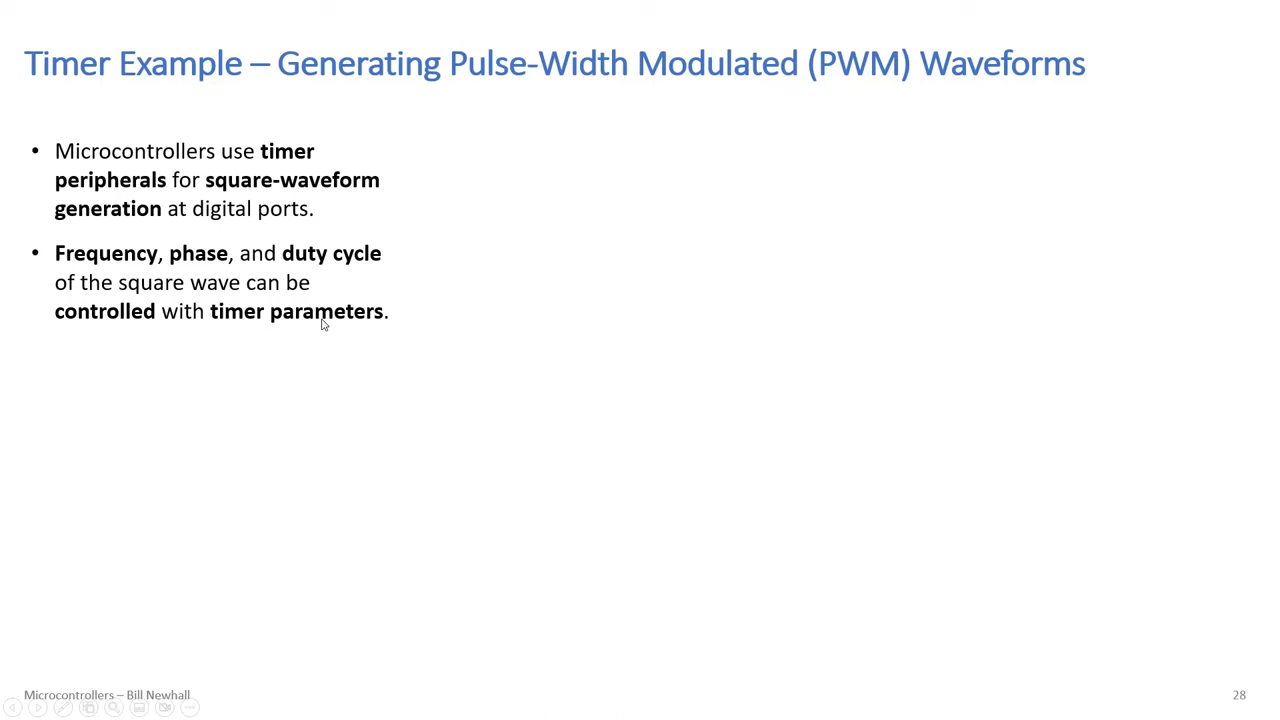 Timer Example – Generating Pulse-Width Modulated (PWM) Waveforms
• Microcontrollers use timer
peripherals for square-waveform
generation at digital ports.
• Frequency, phase, and duty cycle
of the square wave can be
controlled with timer parameters.
Microcontrollers – Bill Newhall
28